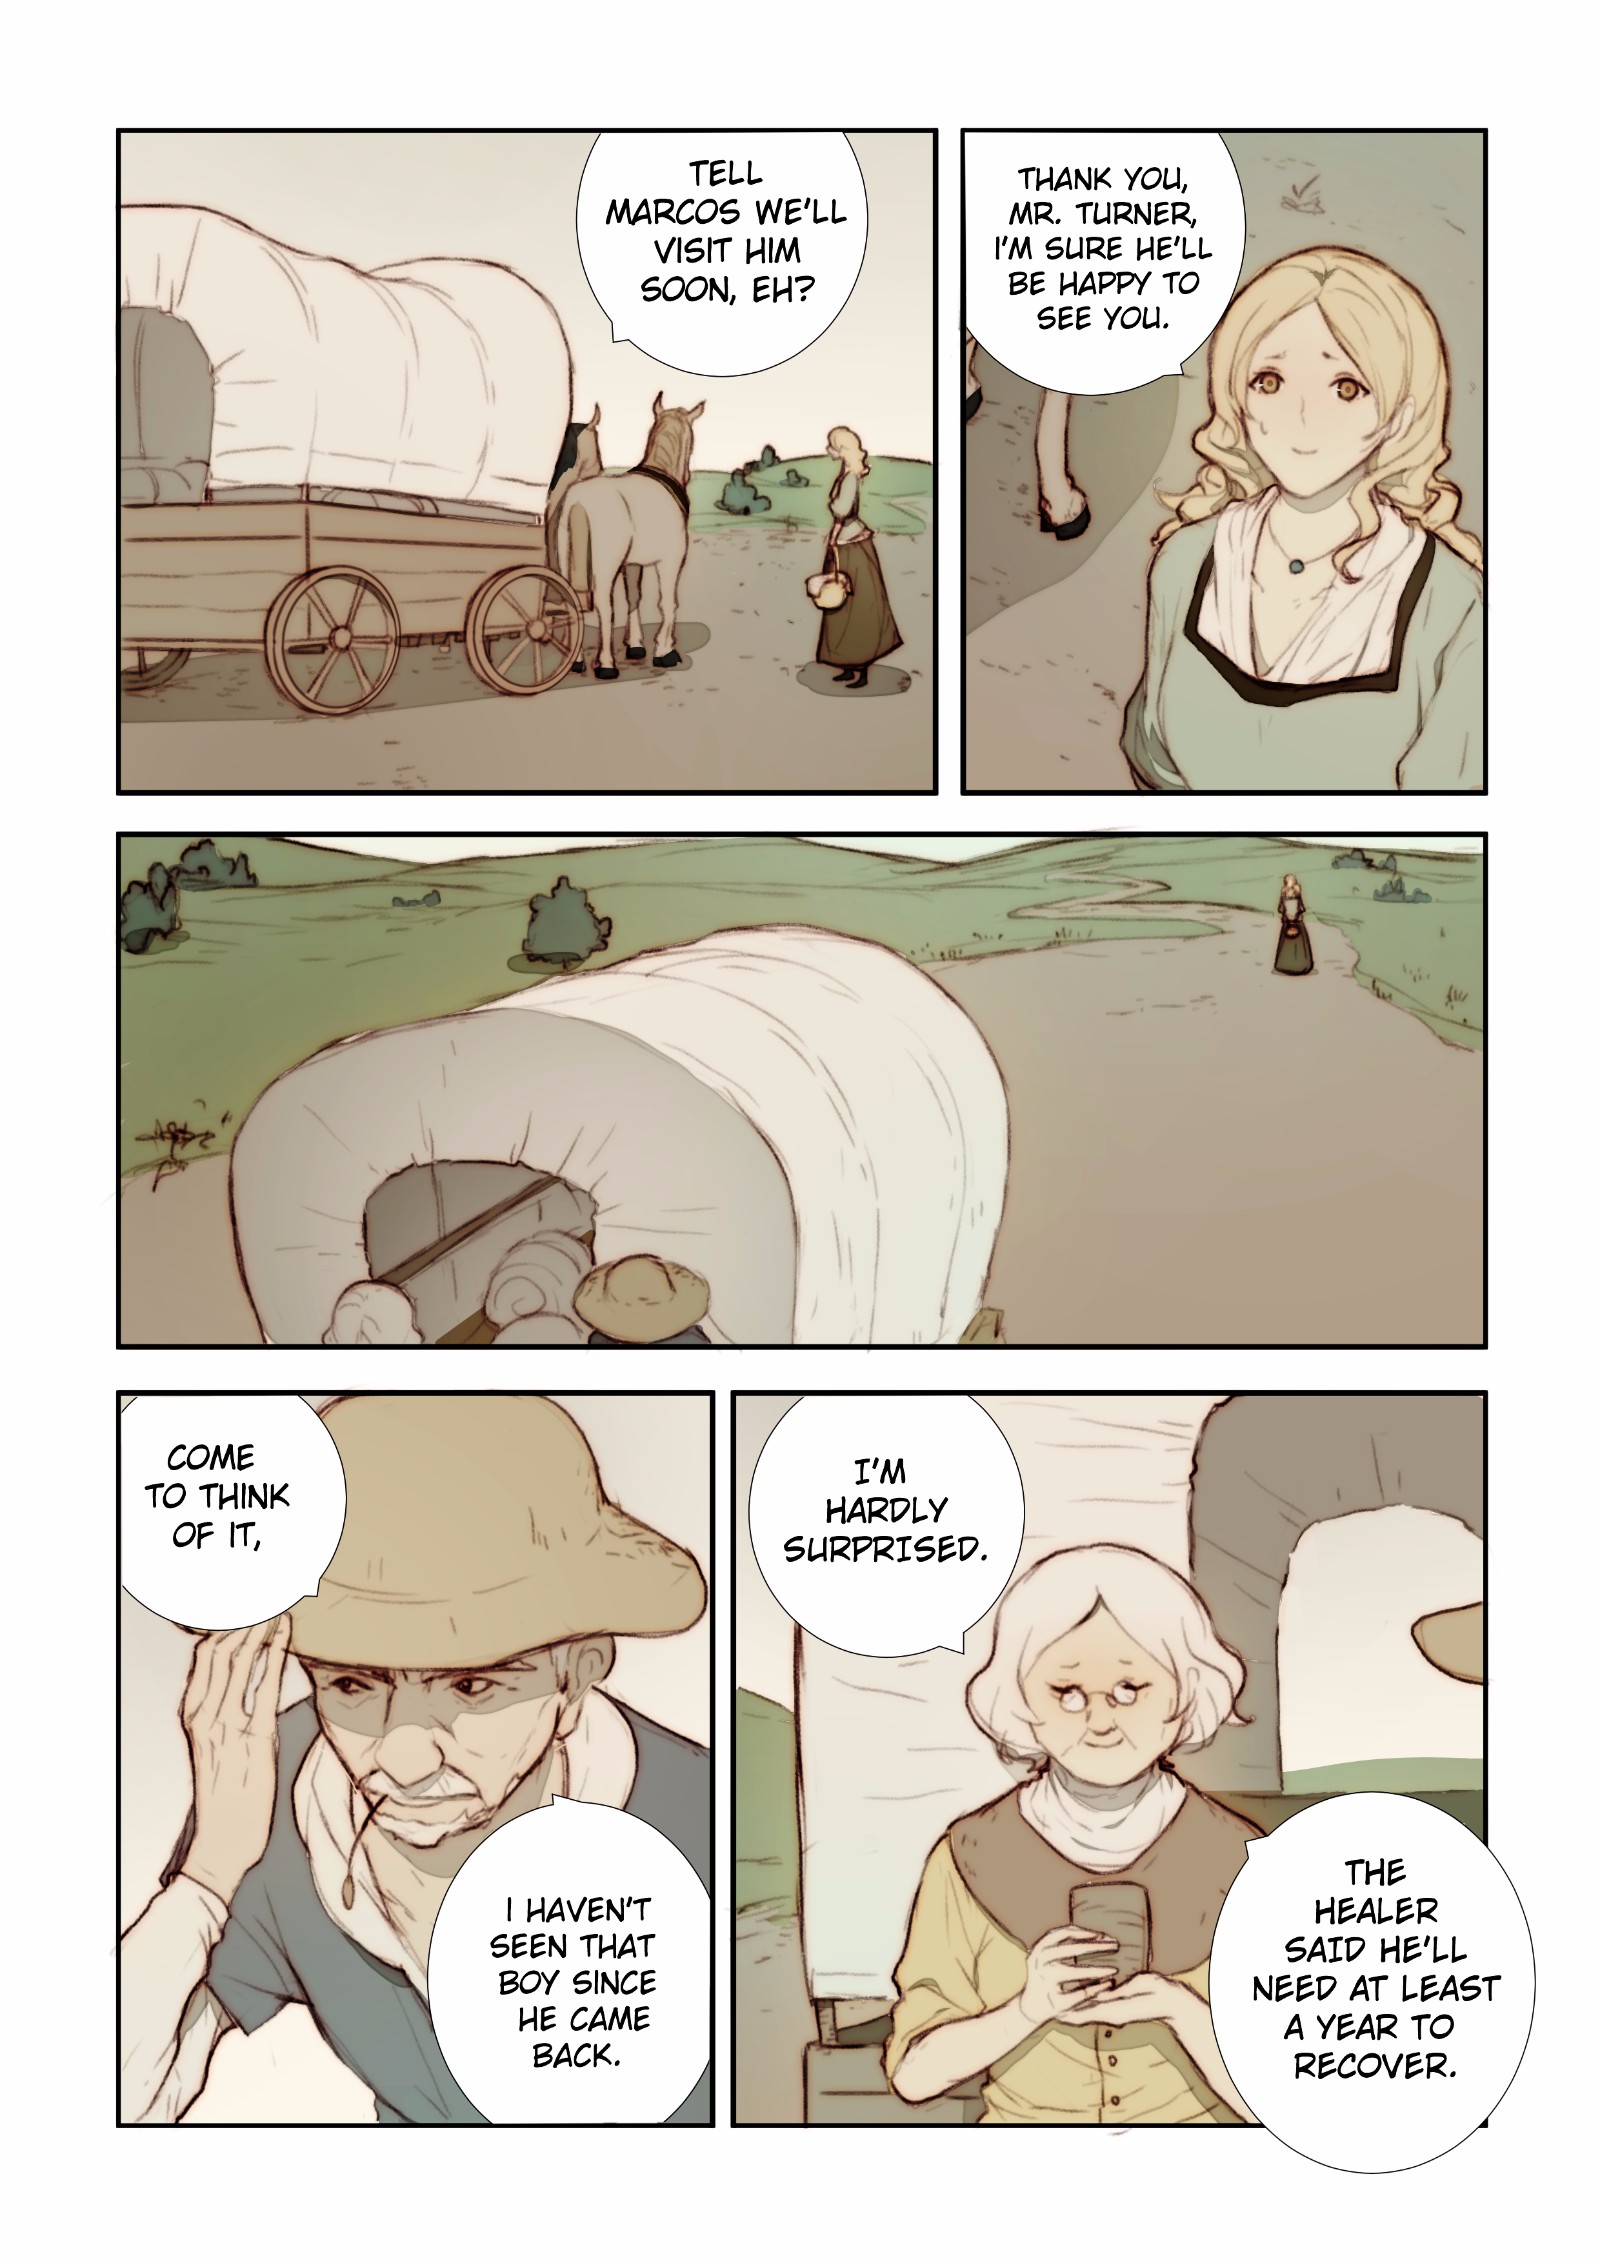 TELL
MARCOS WE'LL
VISIT HIM
SOON, EH?
THANK YOU,
MR. TURNER,
I'M SURE HE'LL
BE HAPPY TO
SEE YOU.
COME
TO THINK
OF IT,
I HAVEN'T
SEEN THAT
BOY SINCE
HE CAME
BACK.
I'M
HARDLY
SURPRISED.
THE
HEALER
SAID HE'LL
NEED AT LEAST
A YEAR TO
RECOVER.